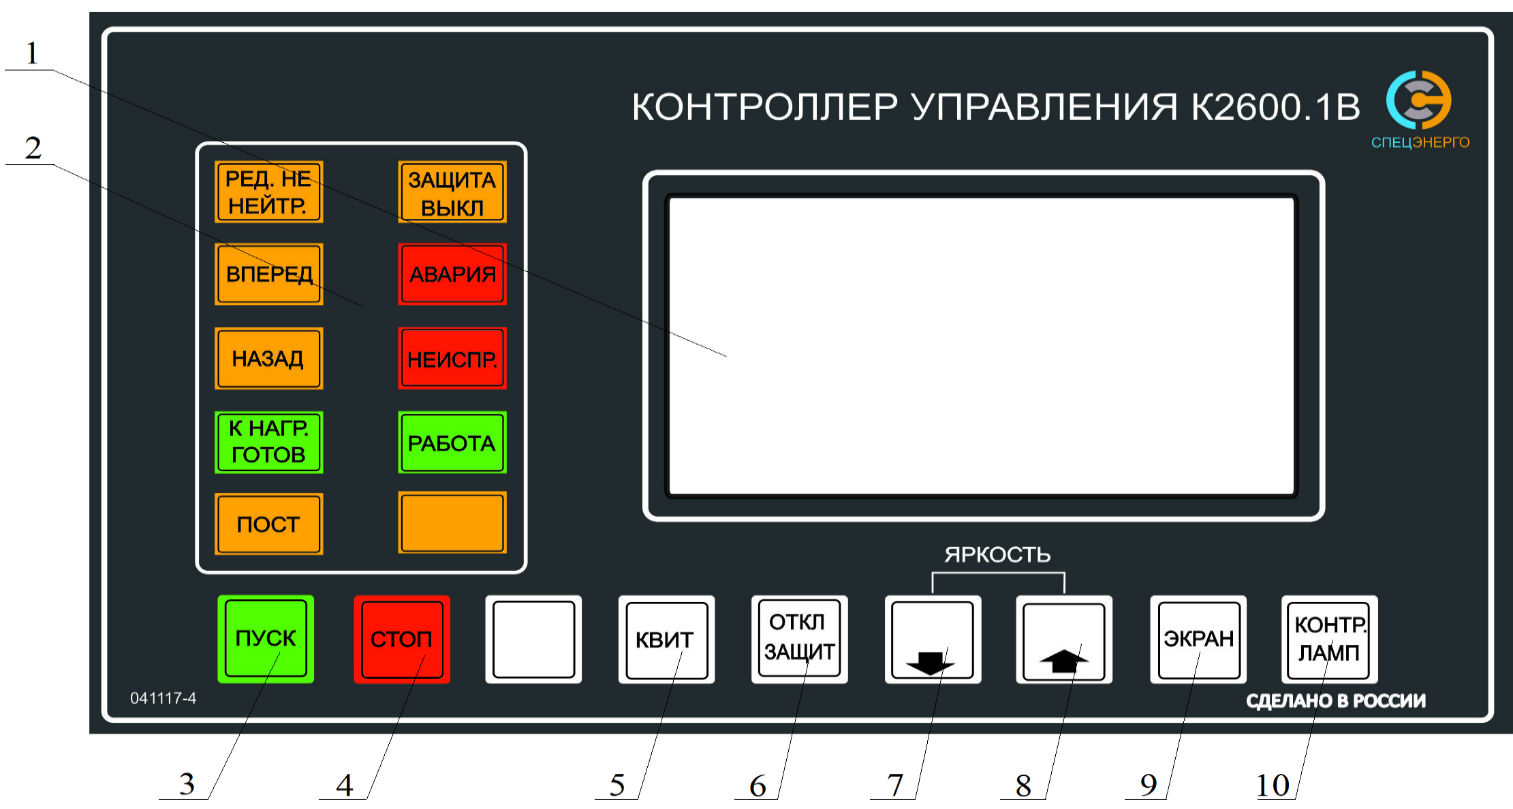 1
КОНТРОЛЛЕР УПРАВЛЕНИЯ К2600.1В
СПЕЦЭНЕРГО
2
РЕД. НЕ
НЕЙТР.
ЗАЩИТА
ВЫКЛ
ВПЕРЕД
АВАРИЯ
НАЗАД
НЕИСПР.
К НАГР.
ГОТОВ
РАБОТА
ПОСТ
ЯРКОСТЬ
ПУСК
СТОП
КВИТ
ОТКЛ
ЗАЩИТ
ЭКРАН
КОНТР.
ЛАМП
041117-4
СДЕЛАНО В РОССИИ
3
4
5
6
7
8
9
10